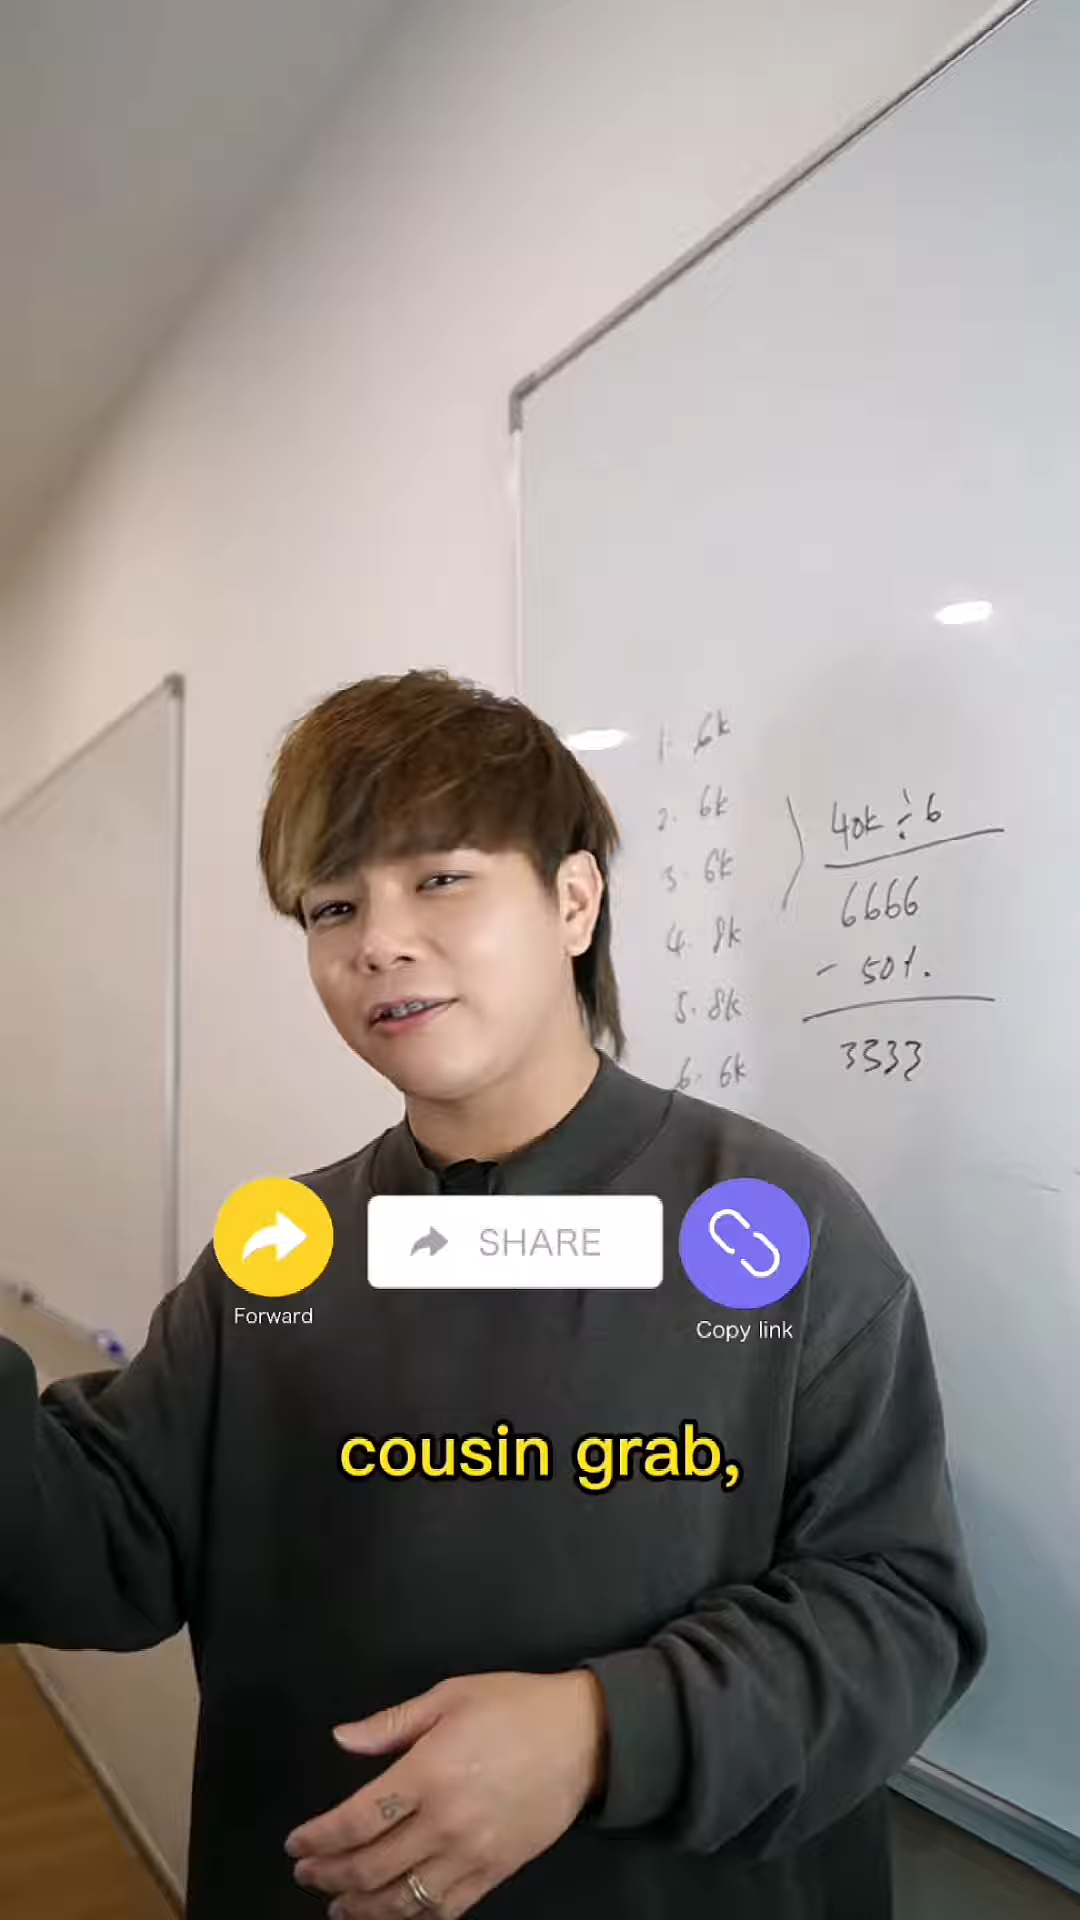 1. 6k
2. 6k
3. 6k
4. 8k
5. 8k
6. 6k
40k ÷ 6
6666
- 50%.
3333
SHARE
Forward
Copy link
cousin grab,